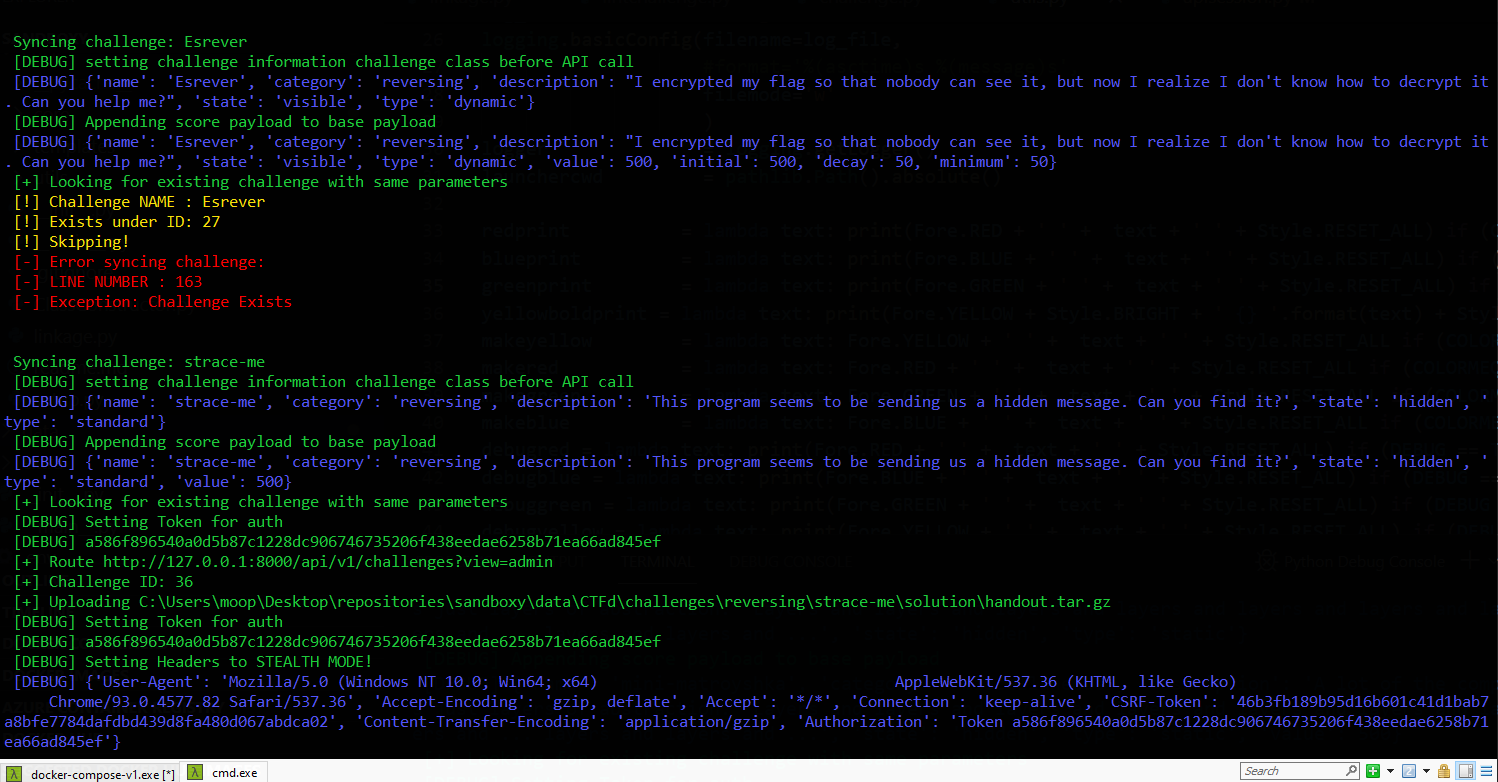 Syncing challenge: Esrever
[DEBUG] setting challenge information challenge class before API call
[DEBUG] {'name': 'Esrever', 'category': 'reversing', 'description': "I encrypted my flag so that nobody can see it, but now I realize I don't know how to decrypt it
. Can you help me?", 'state': 'visible', 'type': 'dynamic'}
[DEBUG] Appending score payload to base payload
[DEBUG] {'name': 'Esrever', 'category': 'reversing', 'description': "I encrypted my flag so that nobody can see it, but now I realize I don't know how to decrypt it
. Can you help me?", 'state': 'visible', 'type': 'dynamic', 'value': 500, 'initial': 500, 'decay': 50, 'minimum': 50}
[+] Looking for existing challenge with same parameters
[!] Challenge NAME : Esrever
[!] Exists under ID: 27
[!] Skipping!
[-] Error syncing challenge:
[-] LINE NUMBER : 163
[-] Exception: Challenge Exists
Syncing challenge: strace-me
[DEBUG] setting challenge information challenge class before API call
[DEBUG] {'name': 'strace-me', 'category': 'reversing', 'description': 'This program seems to be sending us a hidden message. Can you find it?', 'state': 'hidden', '
type': 'standard'}
[DEBUG] Appending score payload to base payload
[DEBUG] {'name': 'strace-me', 'category': 'reversing', 'description': 'This program seems to be sending us a hidden message. Can you find it?', 'state': 'hidden', '
type': 'standard', 'value': 500}
[+] Looking for existing challenge with same parameters
[DEBUG] Setting Token for auth
[DEBUG] a586f896540a0d5b87c1228dc906746735206f438eedae6258b71ea66ad845ef
[+] Route http://127.0.0.1:8000/api/v1/challenges?view=admin
[+] Challenge ID: 36
[+] Uploading C:\Users\moop\Desktop\repositories\sandboxy\data\CTFd\challenges\reversing\strace-me\solution\handout.tar.gz
[DEBUG] Setting Token for auth
[DEBUG] a586f896540a0d5b87c1228dc906746735206f438eedae6258b71ea66ad845ef
[DEBUG] Setting Headers to STEALTH MODE!
[DEBUG] {'User-Agent': 'Mozilla/5.0 (Windows NT 10.0; Win64; x64) AppleWebKit/537.36 (KHTML, like Gecko)
Chrome/93.0.4577.82 Safari/537.36', 'Accept-Encoding': 'gzip, deflate', 'Accept': '*/*', 'Connection': 'keep-alive', 'CSRF-Token': '46b3fb189b95d16b601c41d1bab7
a8bfe7784dafdbd439d8fa480d067abdca02', 'Content-Transfer-Encoding': 'application/gzip', 'Authorization': 'Token a586f896540a0d5b87c1228dc906746735206f438eedae6258b71
ea66ad845ef'}
docker-compose-v1.exe [*]
cmd.exe
Search